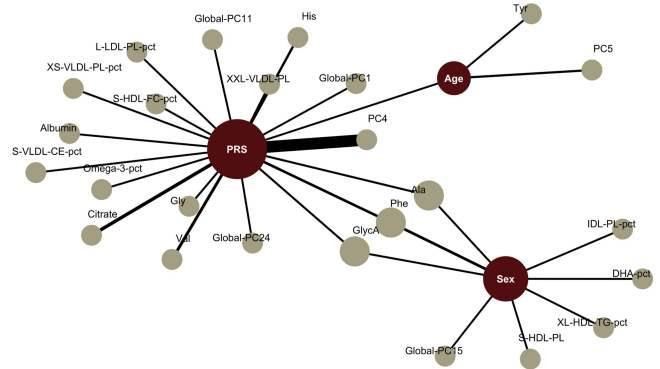 Tyr
Global-PC11
His
L-LDL-PL-pct
PC5
XS-VLDL-PL-pct
XXL-VLDL-PL
Global-PC1
Age
S-HDL-FC-pct
PC4
Albumin
PRS
S-VLDL-CE-pct
Omega-3-pct
Ala
Gly
Phe
Citrate
IDL-PL-pct
GlycA
Val
Global-PC24
DHA-pct
Sex
XL-HDL-TG-pct
S-HDL-PL
Global-PC15